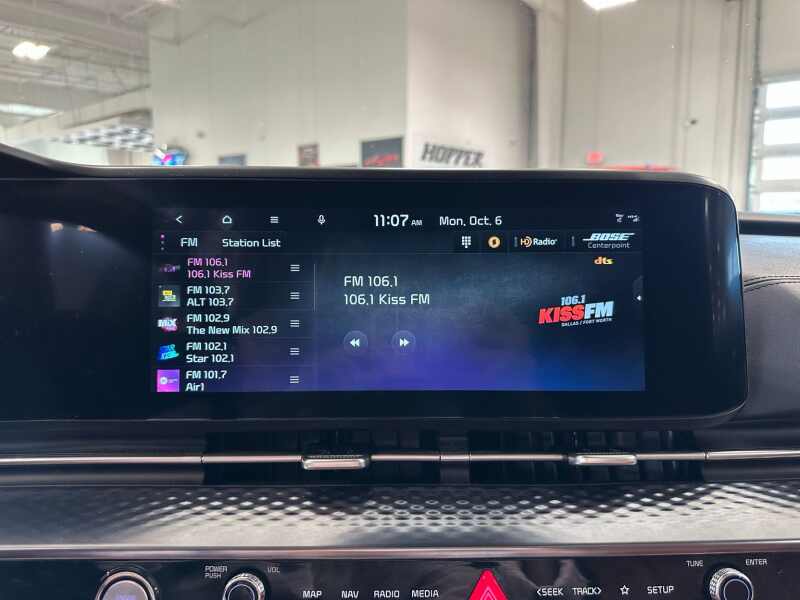 HOPPER
11:07 AM Mon, Oct. 6
FM Station List
HD Radio
BOSE
Centerpoint
dts
FM 106.1
106.1 Kiss FM
FM 103.7
ALT 103.7
FM 102.9
The New Mix 102.9
FM 102.1
Star 102.1
FM 101.7
Air1
FM 106.1
106.1 Kiss FM
106.1
KISSFM
DALLAS / FORT WORTH
MIX
POWER
PUSH
VOL
MAP NAV RADIO MEDIA
<SEEK TRACK> SETUP
TUNE
ENTER